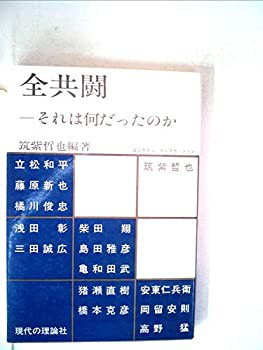 全共闘
—それは何だったのか
筑紫哲也編著
立松和平
藤原新也
橘川俊忠
筑紫哲也
浅田 彰
三田誠広
柴田 翔
島田雅彦
亀和田武
猪瀬直樹
橋本克彦
安東仁兵衛
岡留安則
高野 猛
現代の理論社